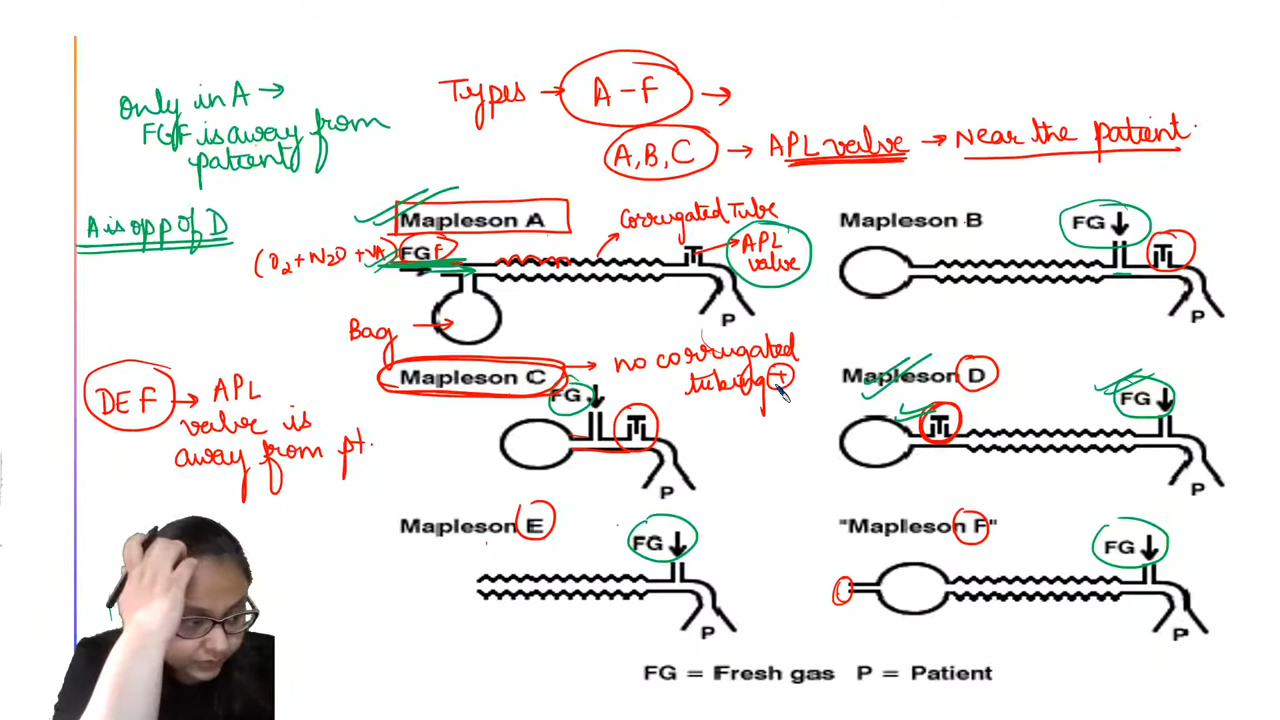 Only in A →
FGF is away from
patient
Types → A-F →
A, B, C → APL valve → Near the patient.
A is opp of D
Mapleson A
(O2 + N2O + VA) FGF
Corrugated Tube
APL
valve
Bag
P
Mapleson B
FG
P
DEF → APL
valve is
away from pt.
Mapleson C → no corrugated
tubing +
FG
P
Mapleson D
FG
P
Mapleson E
FG
P
"Mapleson F"
FG
P
FG = Fresh gas P = Patient